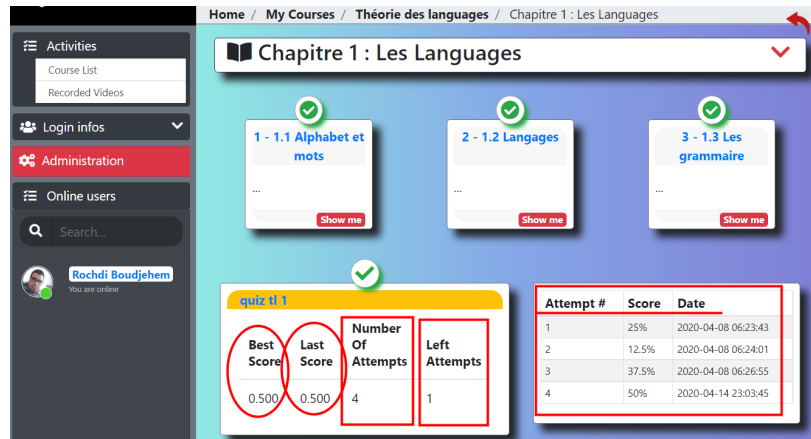 Home / My Courses / Théorie des languages / Chapitre 1 : Les Languages
Activities
Course List
Recorded Videos
Login infos
Administration
Online users
Search...
Rochdi Boudjehem
You are online
Chapitre 1 : Les Languages
1 - 1.1 Alphabet et
mots
...
Show me
2 - 1.2 Langages
...
Show me
3 - 1.3 Les
grammaire
...
Show me
quiz tl 1
Best Score Last Score Number Of Attempts Left Attempts
0.500 0.500 4 1
Attempt # Score Date
1 25% 2020-04-08 06:23:43
2 12.5% 2020-04-08 06:24:01
3 37.5% 2020-04-08 06:26:55
4 50% 2020-04-14 23:03:45